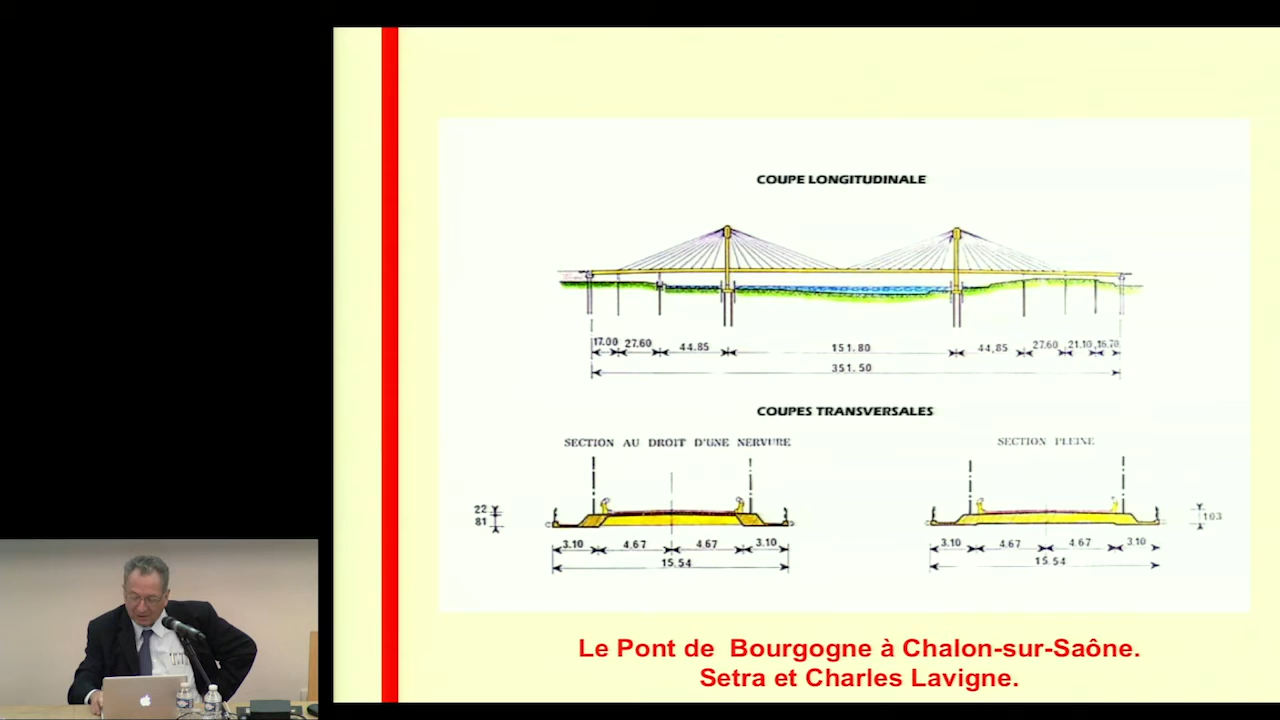 COUPE LONGITUDINALE
17.00 27.60 44.85 151.80 44,85 27.60 21.10 16.70
351.50
COUPES TRANSVERSALES
SECTION AU DROIT D'UNE NERVURE SECTION PLEINE
22
81
103
3.10 4.67 4.67 3.10 3.10 4.67 4.67 3.10
15.54 15.54
Le Pont de Bourgogne à Chalon-sur-Saône.
Setra et Charles Lavigne.